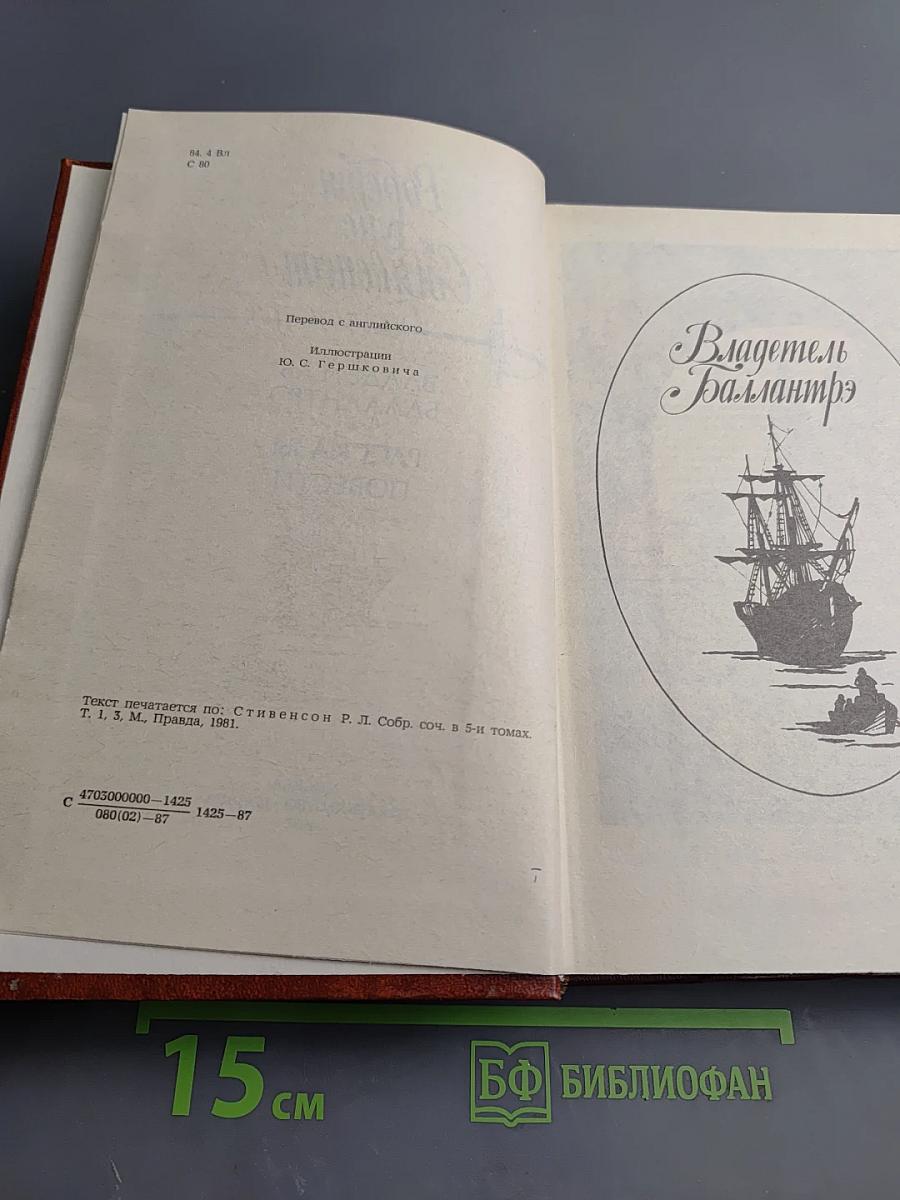 84. 4 Вл
С 80
Перевод с английского
Иллюстрации
Ю. С. Гершковича
Текст печатается по: Стивенсон Р. Л. Собр. соч. в 5-и томах.
Т. 1, 3, М., Правда, 1981.
С 4703000000—1425
080(02)—87
1425—87
Владетель
Баллантрэ
15 см
БФ БИБЛИОФАН